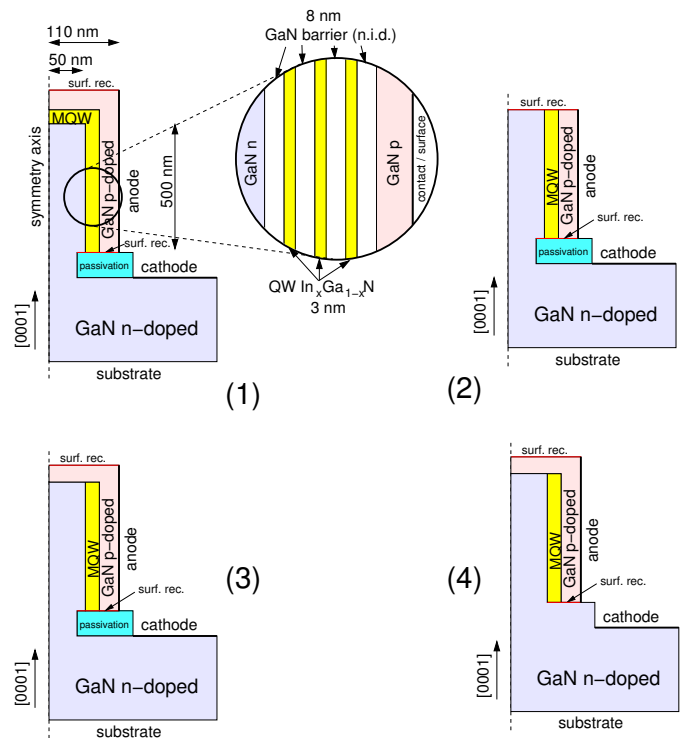 110 nm
50 nm
surf. rec.
MQW
symmetry axis
GaN p-doped
anode
500 nm
surf. rec.
passivation
cathode
[0001]
GaN n-doped
substrate
(1)
8 nm
GaN barrier (n.i.d.)
GaN n
GaN p
contact / surface
QW InxGa1-xN
3 nm
surf. rec.
MQW
GaN p-doped
anode
surf. rec.
passivation
cathode
[0001]
GaN n-doped
substrate
(2)
surf. rec.
MQW
GaN p-doped
anode
surf. rec.
passivation
cathode
[0001]
GaN n-doped
substrate
(3)
surf. rec.
MQW
GaN p-doped
anode
surf. rec.
cathode
[0001]
GaN n-doped
substrate
(4)